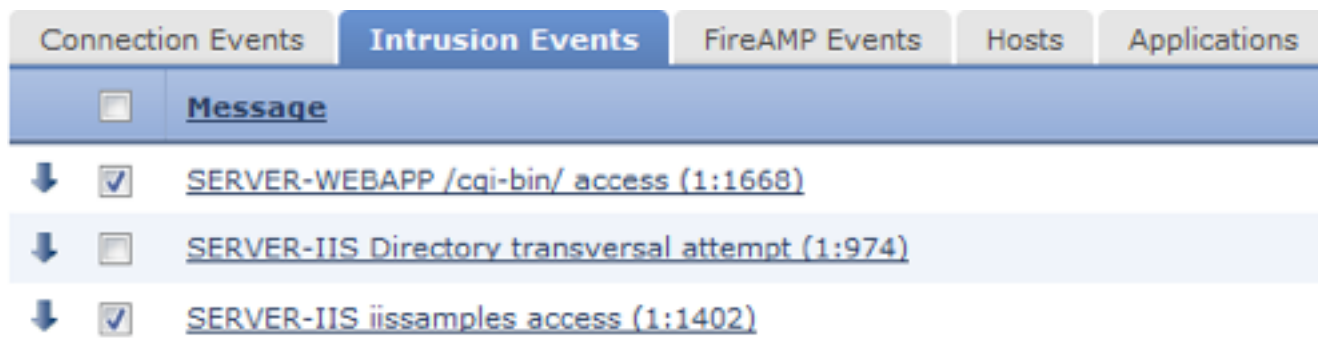 Connection Events Intrusion Events FireAMP Events Hosts Applications
Message
SERVER-WEBAPP /cgi-bin/ access (1:1668)
SERVER-IIS Directory transversal attempt (1:974)
SERVER-IIS iissamples access (1:1402)